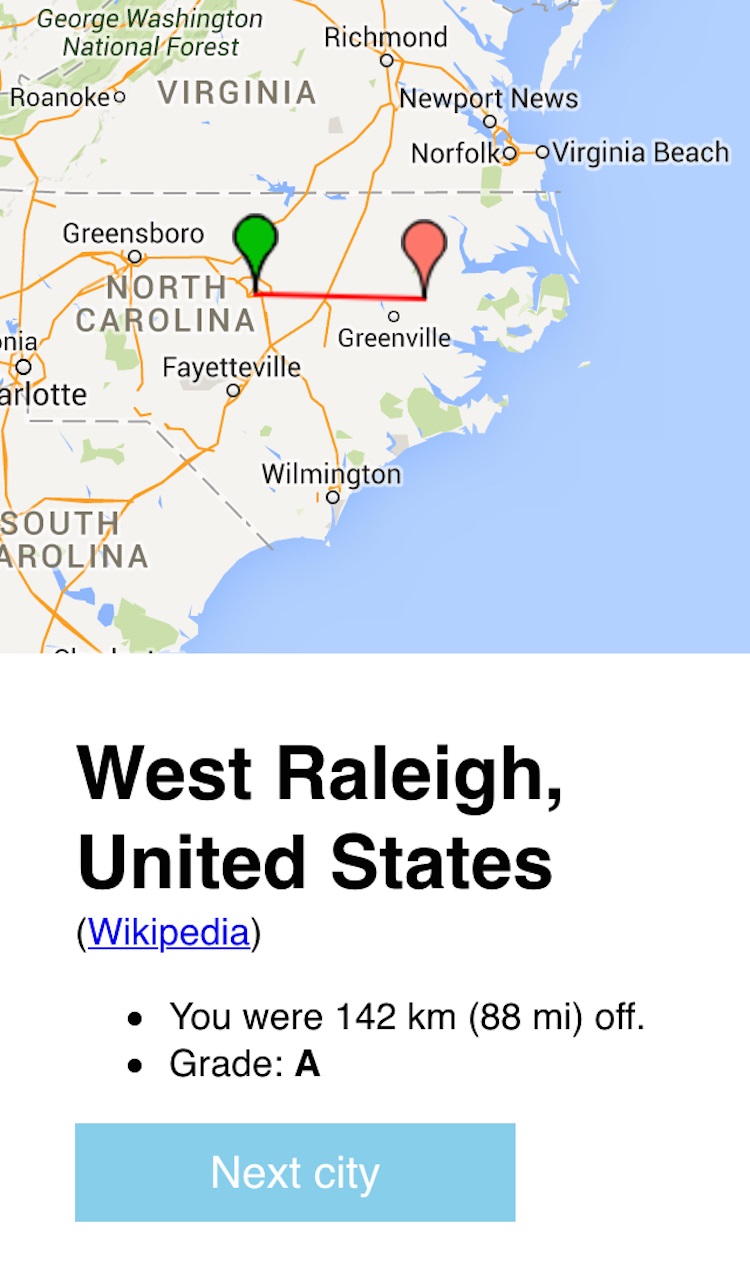 George Washington
National Forest
Richmond
Roanoke
VIRGINIA
Newport News
Norfolk
Virginia Beach
Greensboro
NORTH
CAROLINA
Greenville
onia
arlotte
Fayetteville
Wilmington
SOUTH
AROLINA
West Raleigh,
United States
(Wikipedia)
• You were 142 km (88 mi) off.
• Grade: A
Next city